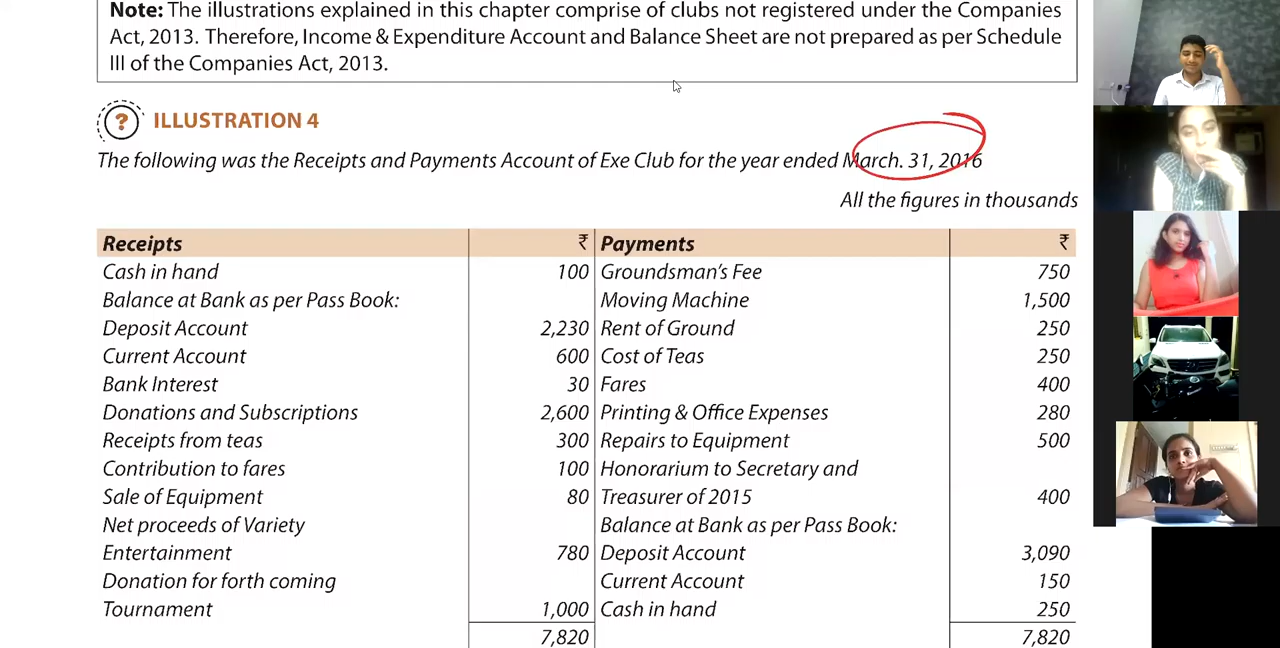 Note: The illustrations explained in this chapter comprise of clubs not registered under the Companies
Act, 2013. Therefore, Income & Expenditure Account and Balance Sheet are not prepared as per Schedule
III of the Companies Act, 2013.
? ILLUSTRATION 4
The following was the Receipts and Payments Account of Exe Club for the year ended March. 31, 2016
All the figures in thousands
Receipts ₹ Payments ₹
Cash in hand 100 Groundsman's Fee 750
Balance at Bank as per Pass Book: Moving Machine 1,500
Deposit Account 2,230 Rent of Ground 250
Current Account 600 Cost of Teas 250
Bank Interest 30 Fares 400
Donations and Subscriptions 2,600 Printing & Office Expenses 280
Receipts from teas 300 Repairs to Equipment 500
Contribution to fares 100 Honorarium to Secretary and
Sale of Equipment 80 Treasurer of 2015 400
Net proceeds of Variety Balance at Bank as per Pass Book:
Entertainment 780 Deposit Account 3,090
Donation for forth coming Current Account 150
Tournament 1,000 Cash in hand 250
7,820 7,820